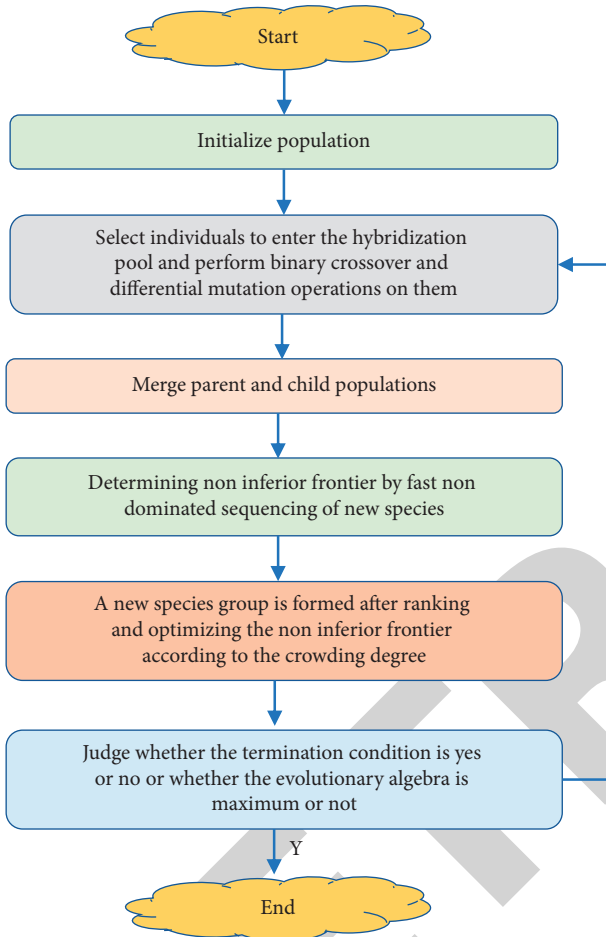 Start
Initialize population
Select individuals to enter the hybridization
pool and perform binary crossover and
differential mutation operations on them
Merge parent and child populations
Determining non inferior frontier by fast non
dominated sequencing of new species
A new species group is formed after ranking
and optimizing the non inferior frontier
according to the crowding degree
Judge whether the termination condition is yes
or no or whether the evolutionary algebra is
maximum or not
Y
End